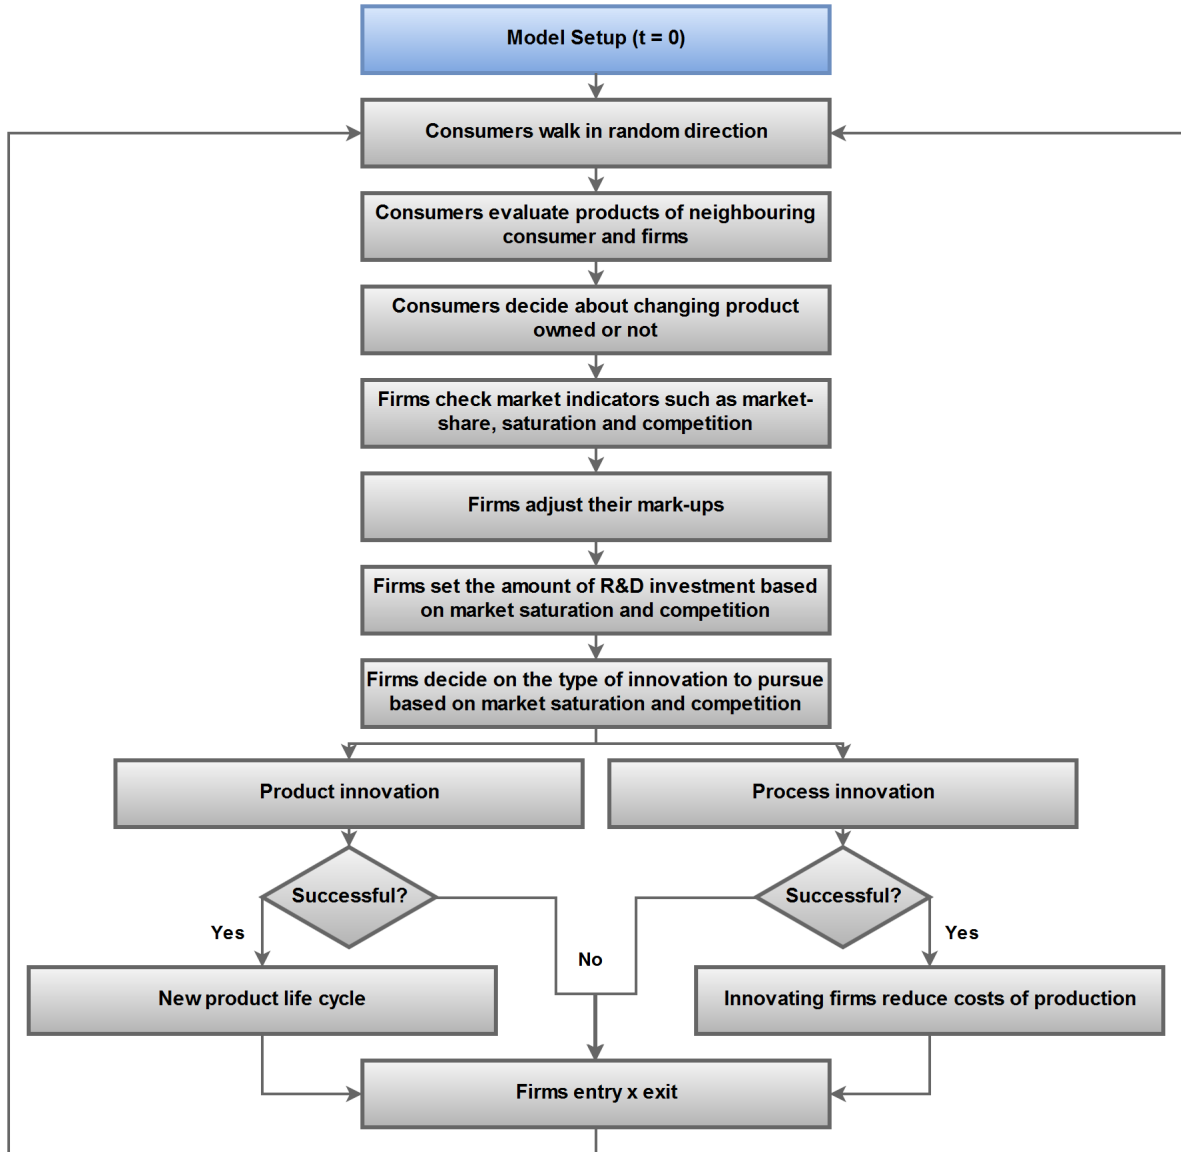 Model Setup (t = 0)
Consumers walk in random direction
Consumers evaluate products of neighbouring
consumer and firms
Consumers decide about changing product
owned or not
Firms check market indicators such as market-
share, saturation and competition
Firms adjust their mark-ups
Firms set the amount of R&D investment based
on market saturation and competition
Firms decide on the type of innovation to pursue
based on market saturation and competition
Product innovation
Process innovation
Successful?
Successful?
Yes
Yes
No
New product life cycle
Innovating firms reduce costs of production
Firms entry x exit